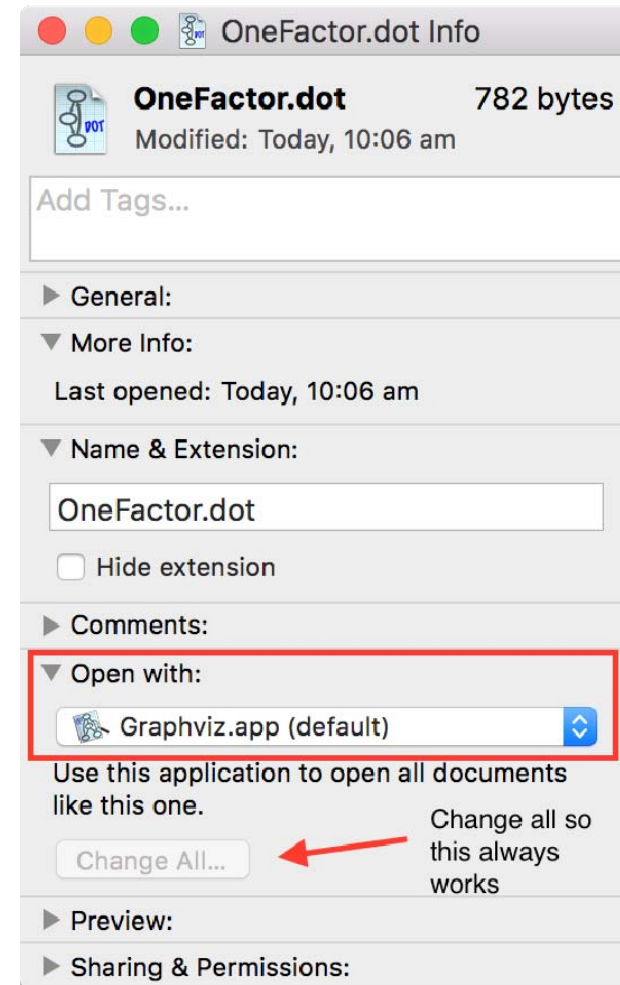 OneFactor.dot Info
DOT
OneFactor.dot 782 bytes
Modified: Today, 10:06 am
Add Tags...
General:
More Info:
Last opened: Today, 10:06 am
Name & Extension:
OneFactor.dot
Hide extension
Comments:
Open with:
Graphviz.app (default)
Use this application to open all documents
like this one.
Change All...
Change all so
this always
works
Preview:
Sharing & Permissions: